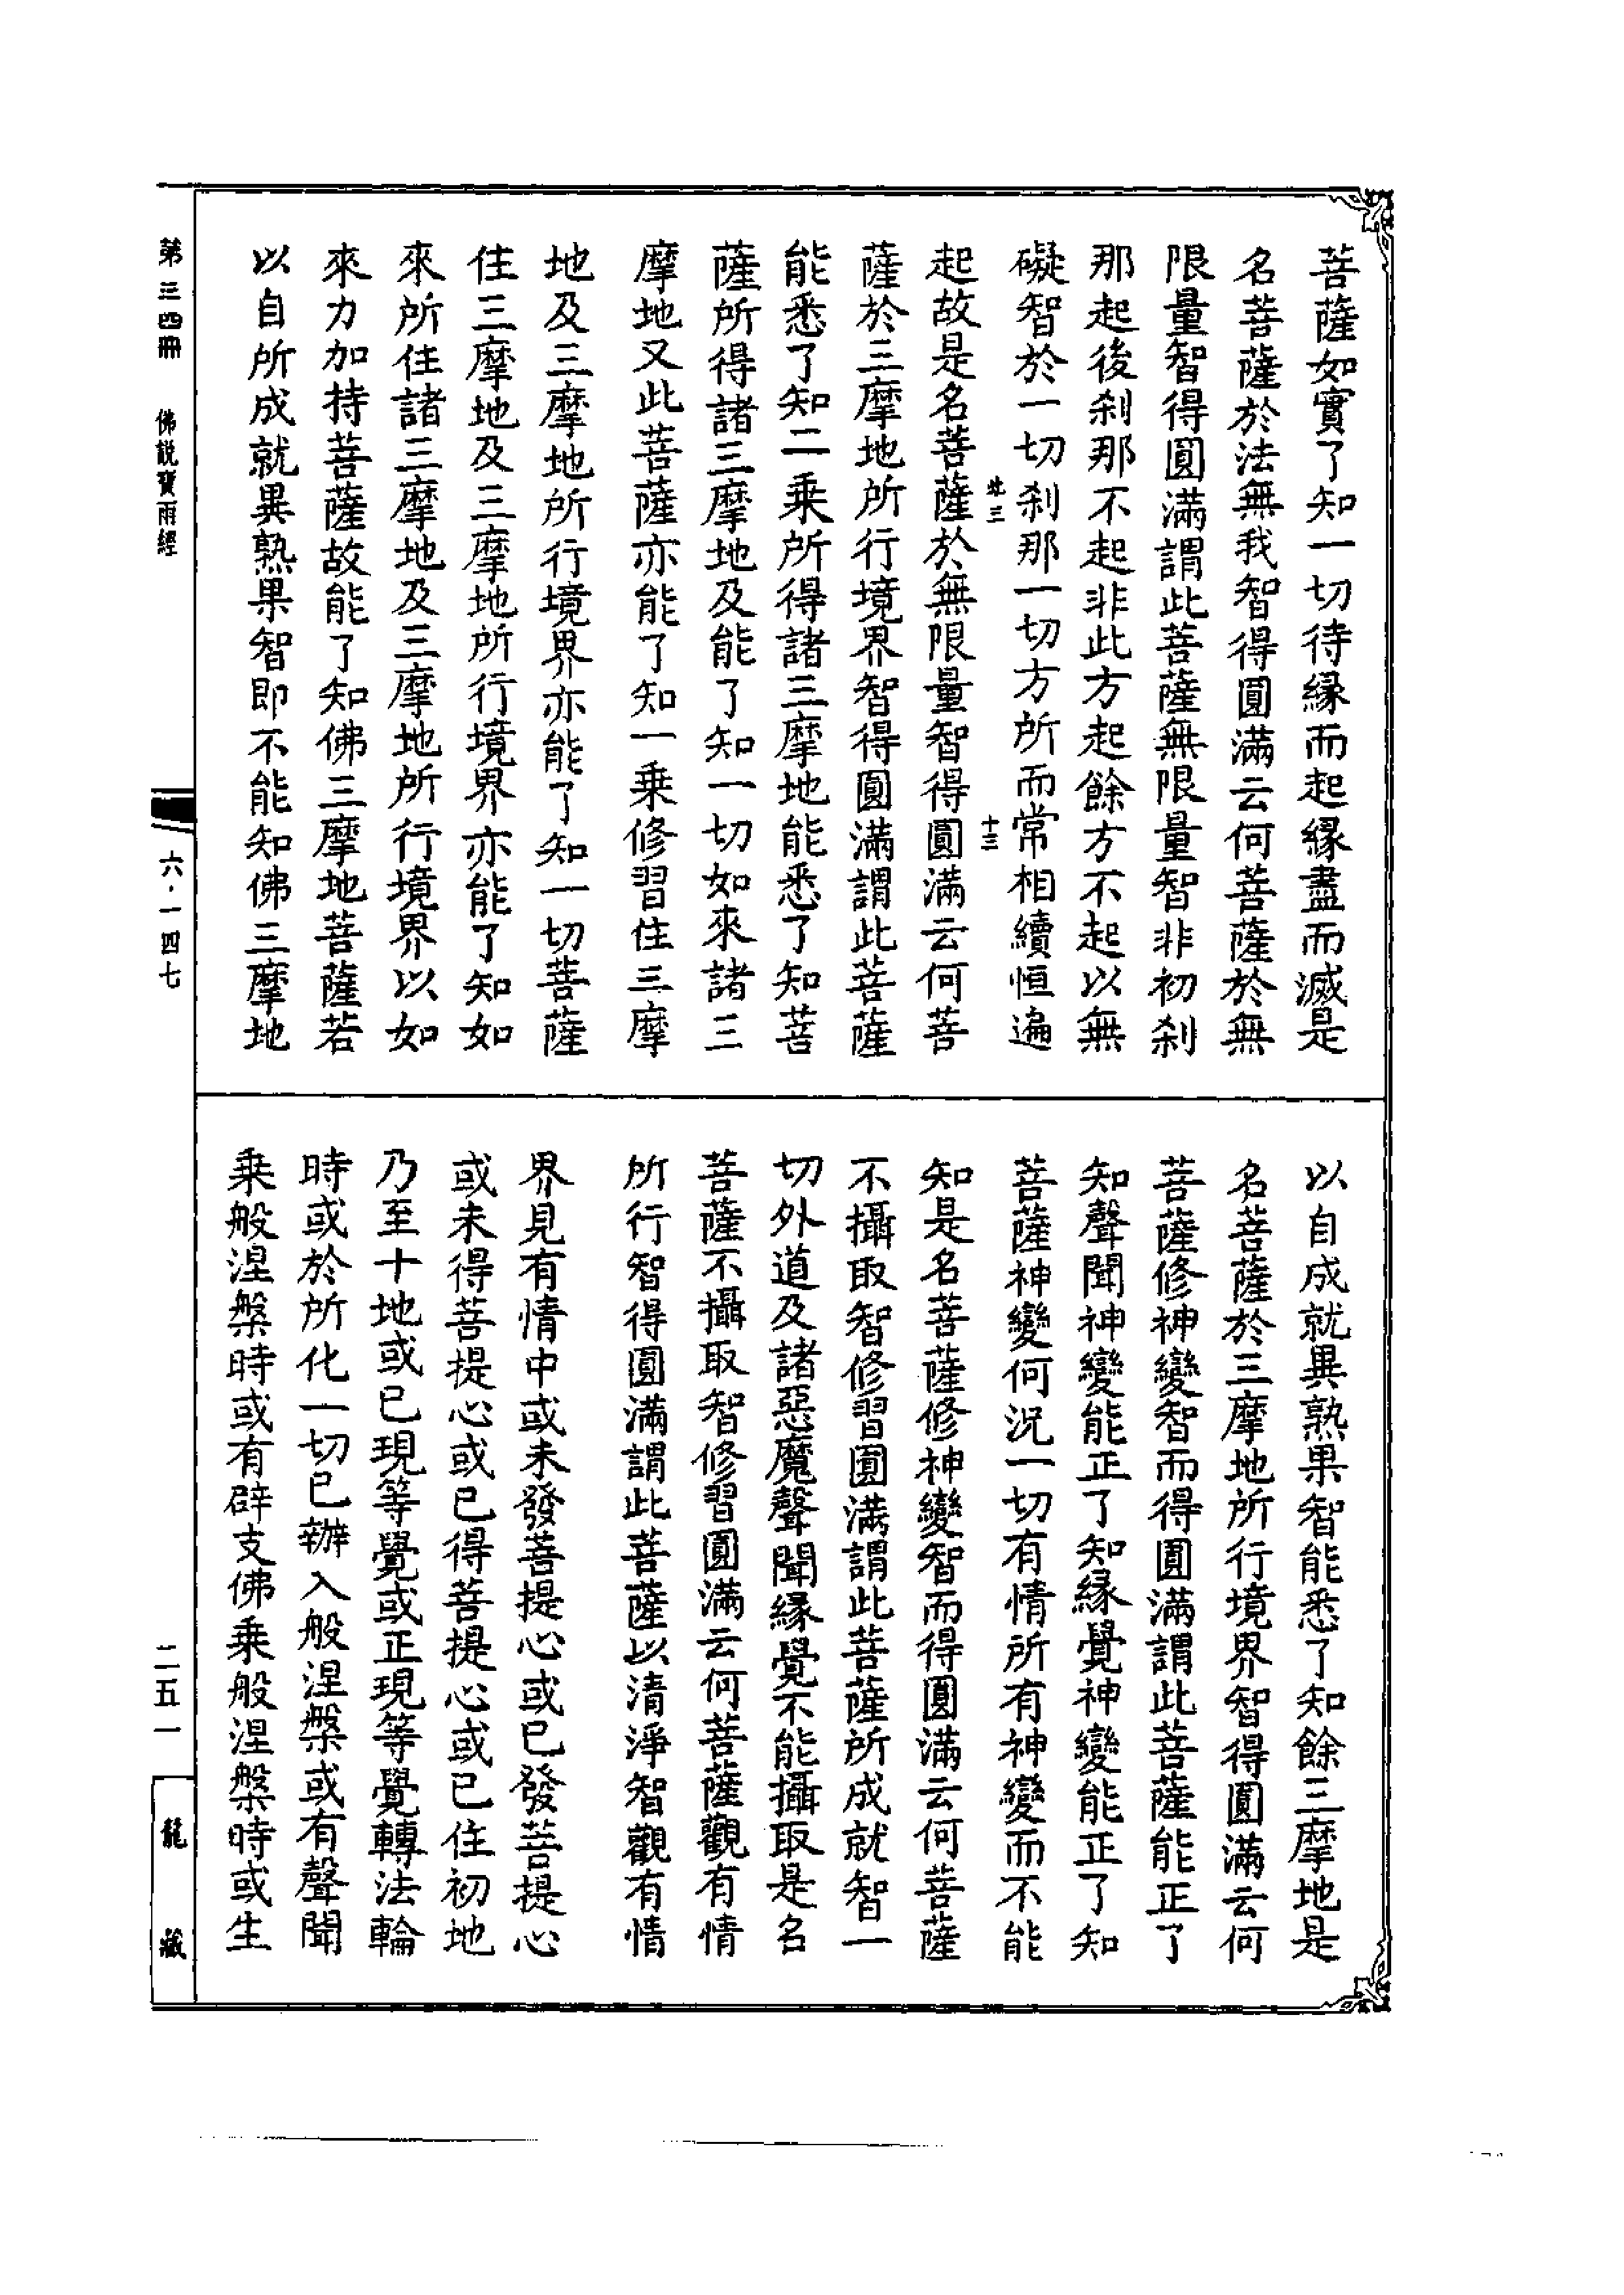 菩薩如實了知一切待緣而起緣盡而滅是
名菩薩於法無我智得圓滿云何菩薩於無
限量智得圓滿謂此菩薩無限量智非初刹
那起後刹那不起非此方起餘方不起以無
礙智於一切刹那一切方所而常相續恒遍
三
十三
起故是名菩薩於無限量智得圓滿云何菩
薩於三摩地所行境界智得圓滿謂此菩薩
能悉了知二乘所得諸三摩地能悉了知菩
薩所得諸三摩地及能了知一切如來諸三
摩地又此菩薩亦能了知一乘修習住三摩
地及三摩地所行境界亦能了知一切菩薩
住三摩地及三摩地所行境界亦能了知如
來所住諸三摩地及三摩地所行境界以如
來力加持菩薩故能了知佛三摩地菩薩若
以自所成就異熟果智即不能知佛三摩地
以自成就異熟果智能悉了知餘三摩地是
名菩薩於三摩地所行境界智得圓滿云何
菩薩修神變智而得圓滿謂此菩薩能正了
知聲聞神變能正了知緣覺神變能正了知
菩薩神變何況一切有情所有神變而不能
知是名菩薩修神變智而得圓滿云何菩薩
不攝取智修習圓滿謂此菩薩所成就智一
切外道及諸惡魔聲聞緣覺不能攝取是名
菩薩不攝取智修習圓滿云何菩薩觀有情
所行智得圓滿謂此菩薩以清淨智觀有情
界見有情中或未發菩提心或已發菩提心
或未得菩提心或已得菩提心或已住初地
乃至十地或已現等覺或正現等覺轉法輪
時或於所化一切已辦入般涅槃或有聲聞
乘般涅槃時或有辟支佛乘般涅槃時或生
第三四冊 佛說寶雨經
六·一四七
二五一
龍藏